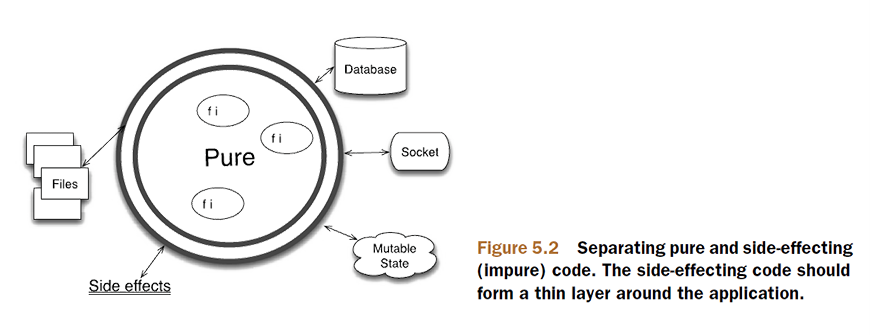 Database
f i
f i
Pure
Socket
Files
f i
Mutable
State
Side effects
Figure 5.2 Separating pure and side-effecting
(impure) code. The side-effecting code should
form a thin layer around the application.